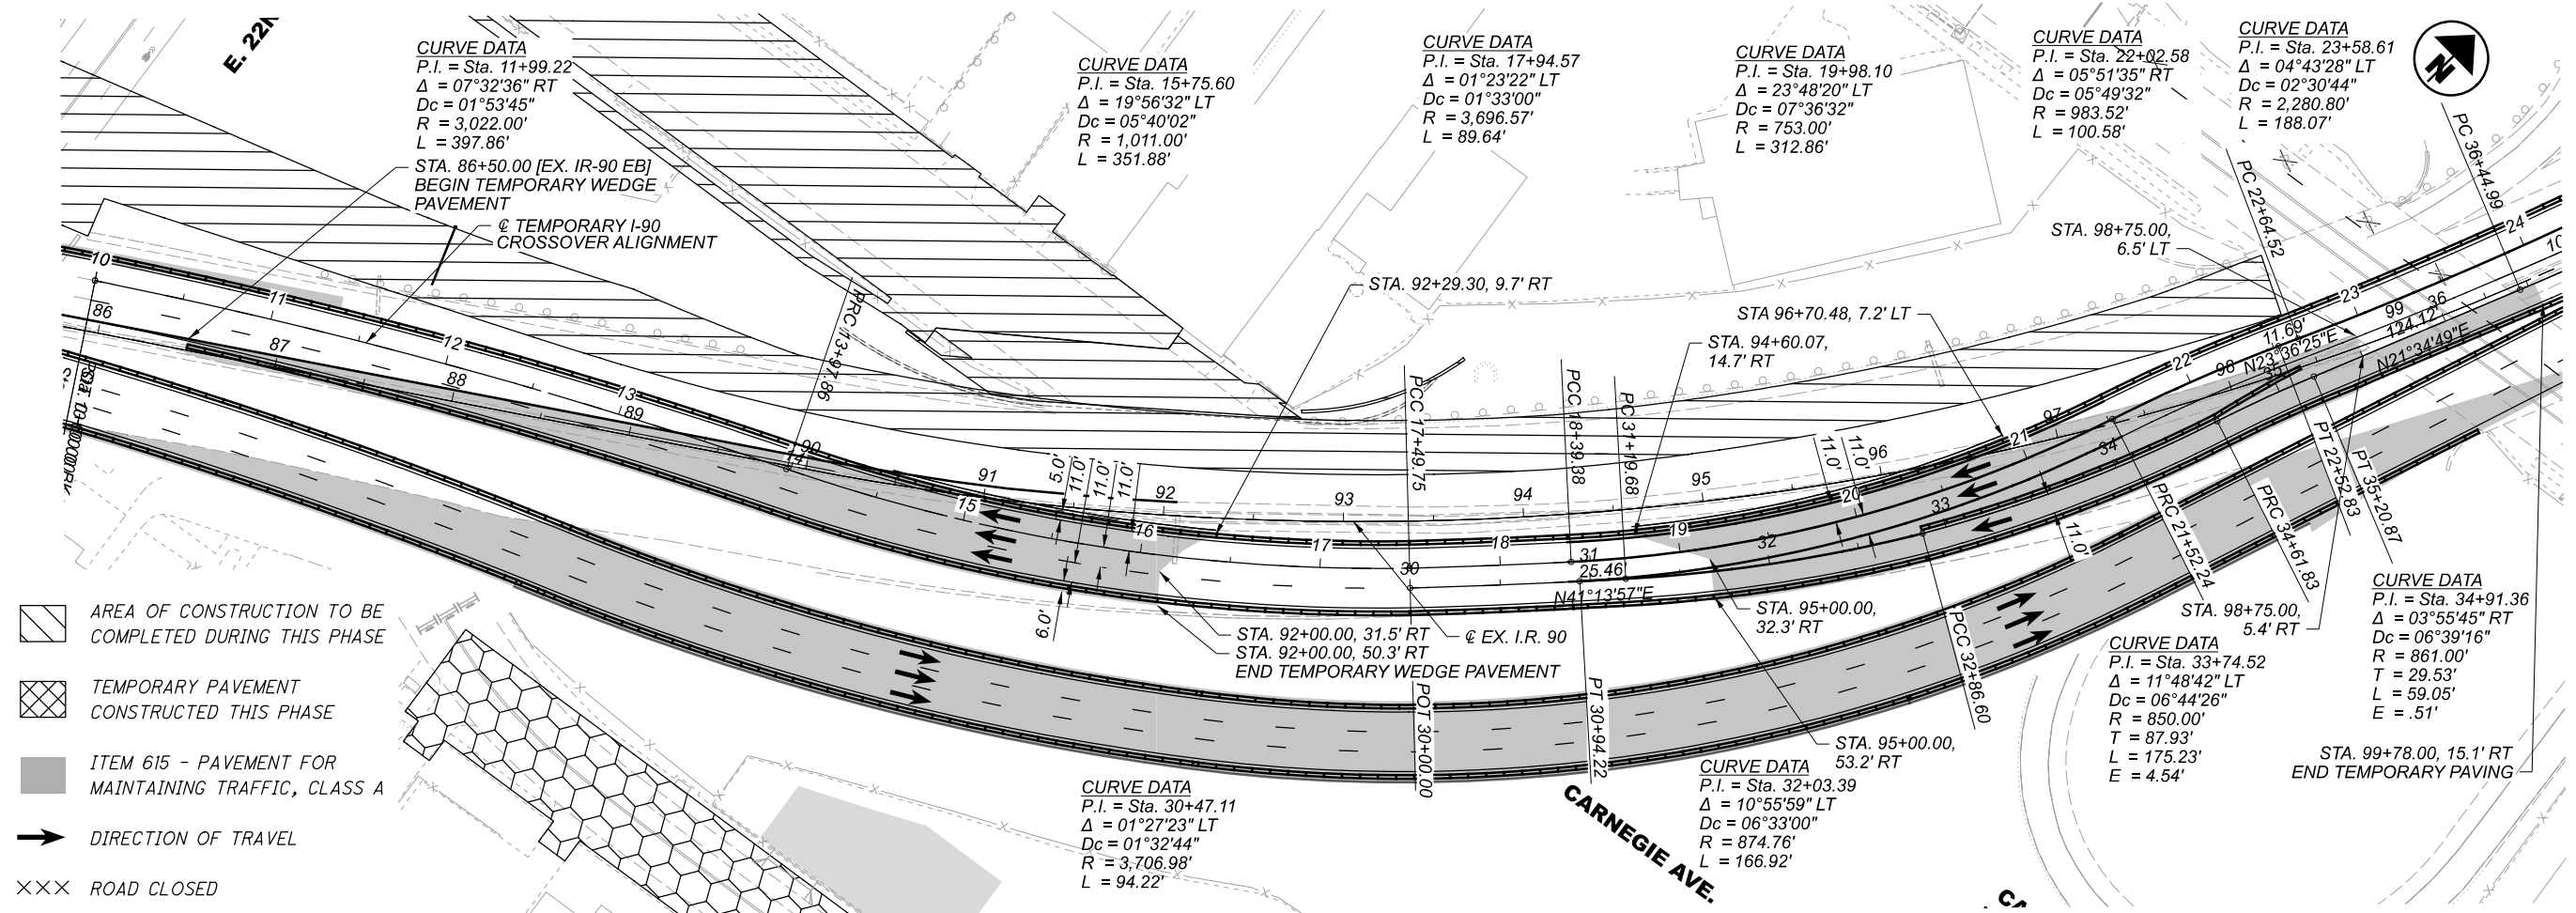 E. 22N
CURVE DATA
P.I. = Sta. 11+99.22
Δ = 07°32'36" RT
Dc = 01°53'45"
R = 3,022.00'
L = 397.86'
STA. 86+50.00 [EX. IR-90 EB]
BEGIN TEMPORARY WEDGE
PAVEMENT
℄ TEMPORARY I-90
CROSSOVER ALIGNMENT
CURVE DATA
P.I. = Sta. 15+75.60
Δ = 19°56'32" LT
Dc = 05°40'02"
R = 1,011.00'
L = 351.88'
CURVE DATA
P.I. = Sta. 17+94.57
Δ = 01°23'22" LT
Dc = 01°33'00"
R = 3,696.57'
L = 89.64'
CURVE DATA
P.I. = Sta. 19+98.10
Δ = 23°48'20" LT
Dc = 07°36'32"
R = 753.00'
L = 312.86'
CURVE DATA
P.I. = Sta. 22+02.58
Δ = 05°51'35" RT
Dc = 05°49'32"
R = 983.52'
L = 100.58'
CURVE DATA
P.I. = Sta. 23+58.61
Δ = 04°43'28" LT
Dc = 02°30'44"
R = 2,280.80'
L = 188.07'
N
PC 36+44.99
PC 22+64.52
STA. 98+75.00,
6.5' LT
STA. 92+29.30, 9.7' RT
STA 96+70.48, 7.2' LT
STA. 94+60.07,
14.7' RT
PRC 13+97.86
PCC 17+49.75
PCC 18+39.38
PC 31+19.68
10
11
12
13
15
16
17
18
19
20
21
22
23
24
86
87
88
89
90
91
92
93
94
95
96
97
98
99
10
30
31
32
33
34
36
5.0'
11.0'
11.0'
11.0'
6.0'
11.0'
11.0'
11.0'
11.69'
N23°36'25"E
124.12'
N21°34'49"E
25.46'
N41°13'57"E
STA. 92+00.00, 31.5' RT
STA. 92+00.00, 50.3' RT
END TEMPORARY WEDGE PAVEMENT
℄ EX. I.R. 90
STA. 95+00.00,
32.3' RT
STA. 95+00.00,
53.2' RT
POT 30+00.00
PT 30+94.22
PCC 32+86.60
PRC 21+52.24
PRC 34+61.83
PT 22+52.83
PT 35+20.87
STA. 98+75.00,
5.4' RT
CURVE DATA
P.I. = Sta. 30+47.11
Δ = 01°27'23" LT
Dc = 01°32'44"
R = 3,706.98'
L = 94.22'
CURVE DATA
P.I. = Sta. 32+03.39
Δ = 10°55'59" LT
Dc = 06°33'00"
R = 874.76'
L = 166.92'
CURVE DATA
P.I. = Sta. 33+74.52
Δ = 11°48'42" LT
Dc = 06°44'26"
R = 850.00'
T = 87.93'
L = 175.23'
E = 4.54'
CURVE DATA
P.I. = Sta. 34+91.36
Δ = 03°55'45" RT
Dc = 06°39'16"
R = 861.00'
T = 29.53'
L = 59.05'
E = .51'
STA. 99+78.00, 15.1' RT
END TEMPORARY PAVING
CARNEGIE AVE.
CA
AREA OF CONSTRUCTION TO BE
COMPLETED DURING THIS PHASE
TEMPORARY PAVEMENT
CONSTRUCTED THIS PHASE
ITEM 615 - PAVEMENT FOR
MAINTAINING TRAFFIC, CLASS A
DIRECTION OF TRAVEL
XXX ROAD CLOSED